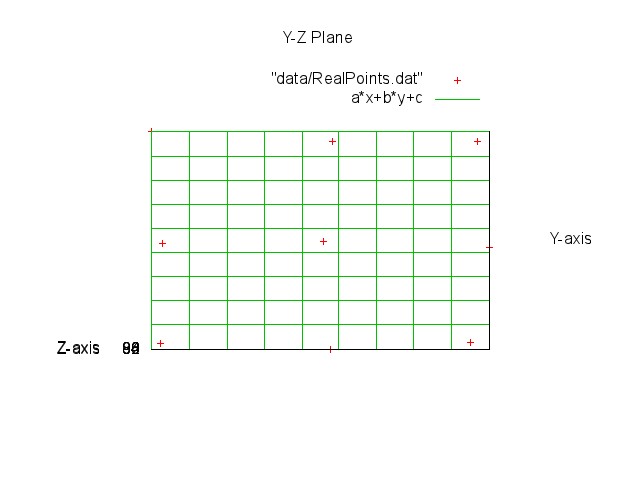 Y-Z Plane
"data/RealPoints.dat"
a*x+b*y+c
Y-axis
Z-axis